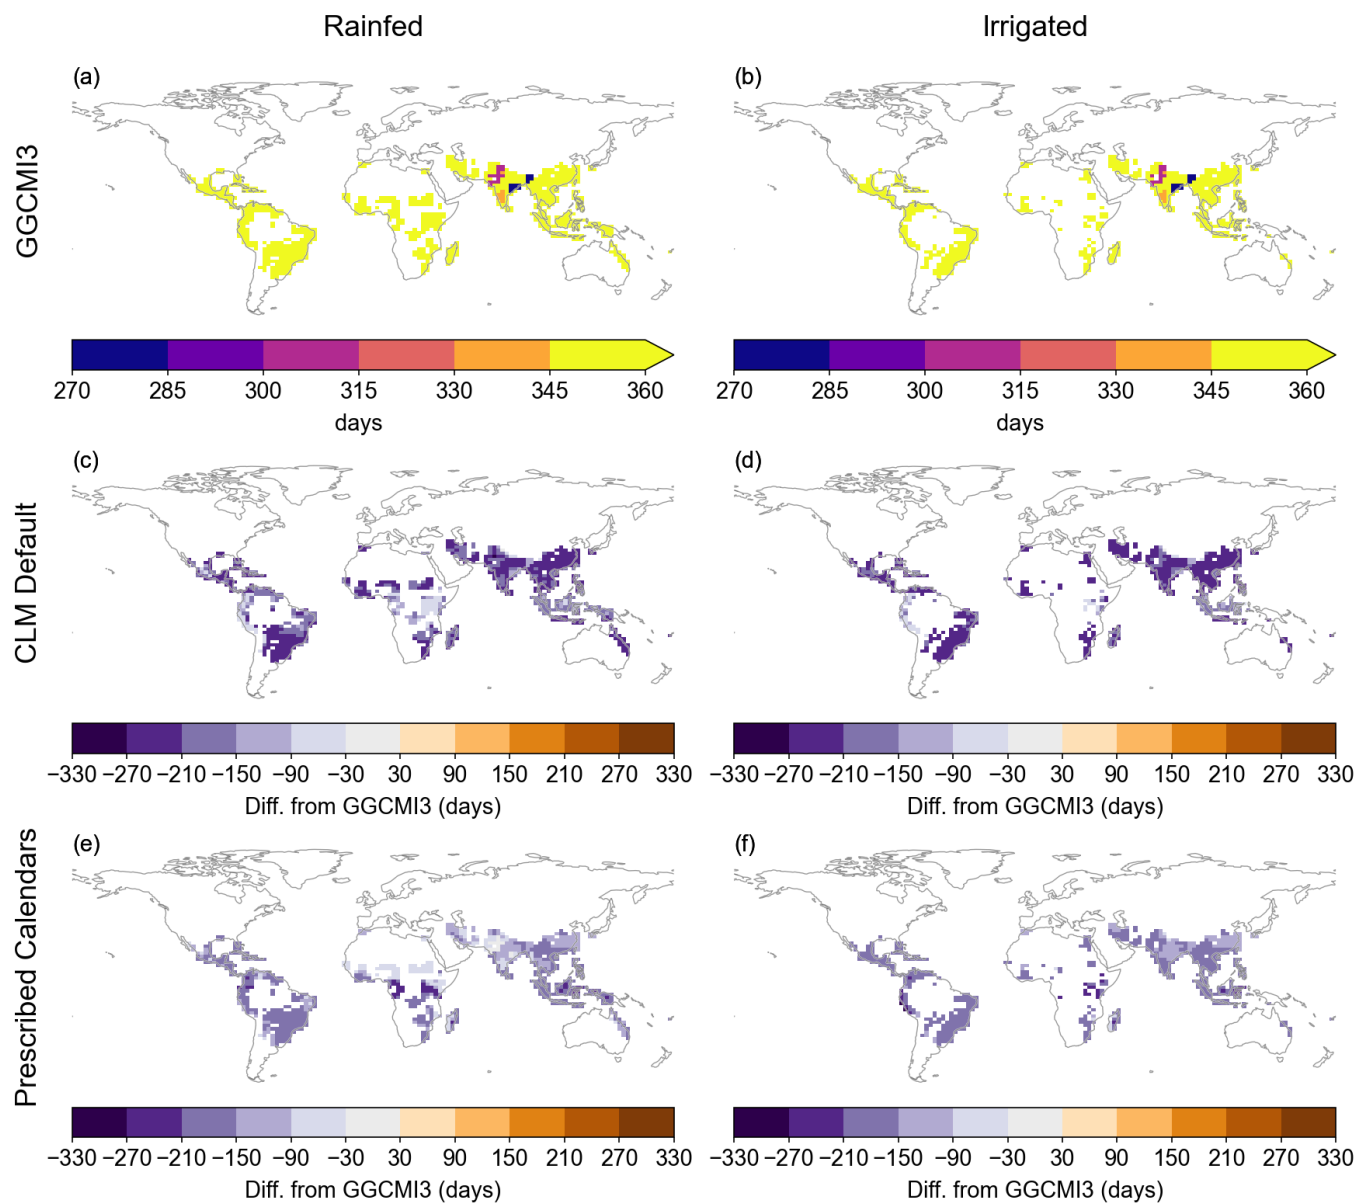 Rainfed
Irrigated
GGCMI3
(a)
(b)
270 285 300 315 330 345 360
days
270 285 300 315 330 345 360
days
CLM Default
(c)
(d)
−330 −270 −210 −150 −90 −30 30 90 150 210 270 330
Diff. from GGCMI3 (days)
−330 −270 −210 −150 −90 −30 30 90 150 210 270 330
Diff. from GGCMI3 (days)
Prescribed Calendars
(e)
(f)
−330 −270 −210 −150 −90 −30 30 90 150 210 270 330
Diff. from GGCMI3 (days)
−330 −270 −210 −150 −90 −30 30 90 150 210 270 330
Diff. from GGCMI3 (days)